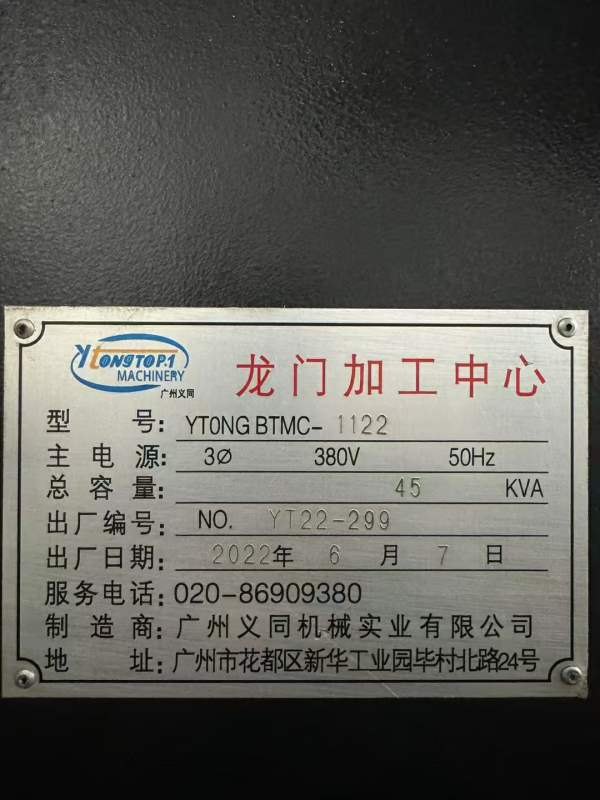 YTONGTOP.1
MACHINERY
广州义同
龙门加工中心
型号: YTONG BTMC-1122
主电源: 3Ø 380V 50Hz
总容量: 45 KVA
出厂编号: NO. YT22-299
出厂日期: 2022年 6 月 7 日
服务电话: 020-86909380
制造商: 广州义同机械实业有限公司
地址: 广州市花都区新华工业园毕村北路24号